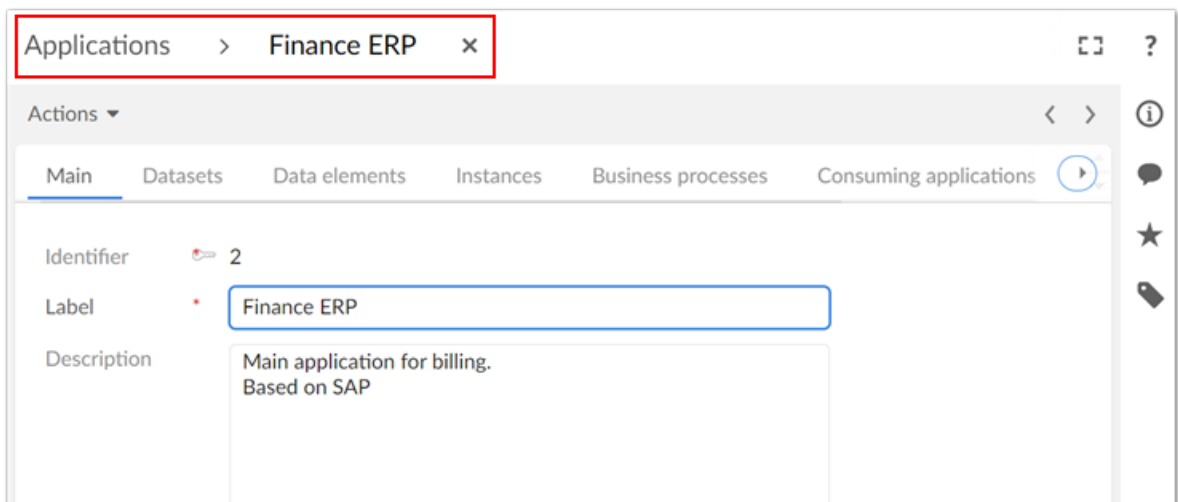 Applications > Finance ERP ×
?
Actions
Main Datasets Data elements Instances Business processes Consuming applications
Identifier 2
Label * Finance ERP
Description Main application for billing.
Based on SAP